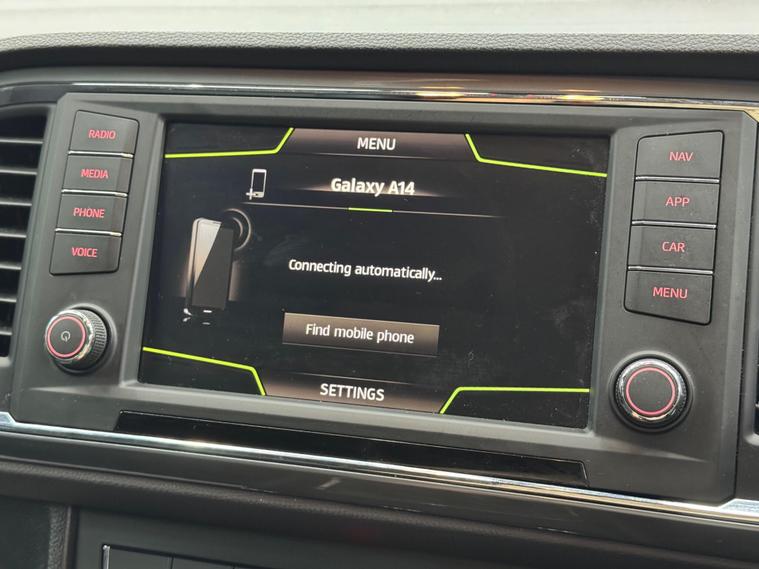 RADIO
MEDIA
PHONE
VOICE
MENU
Galaxy A14
Connecting automatically...
Find mobile phone
SETTINGS
NAV
APP
CAR
MENU